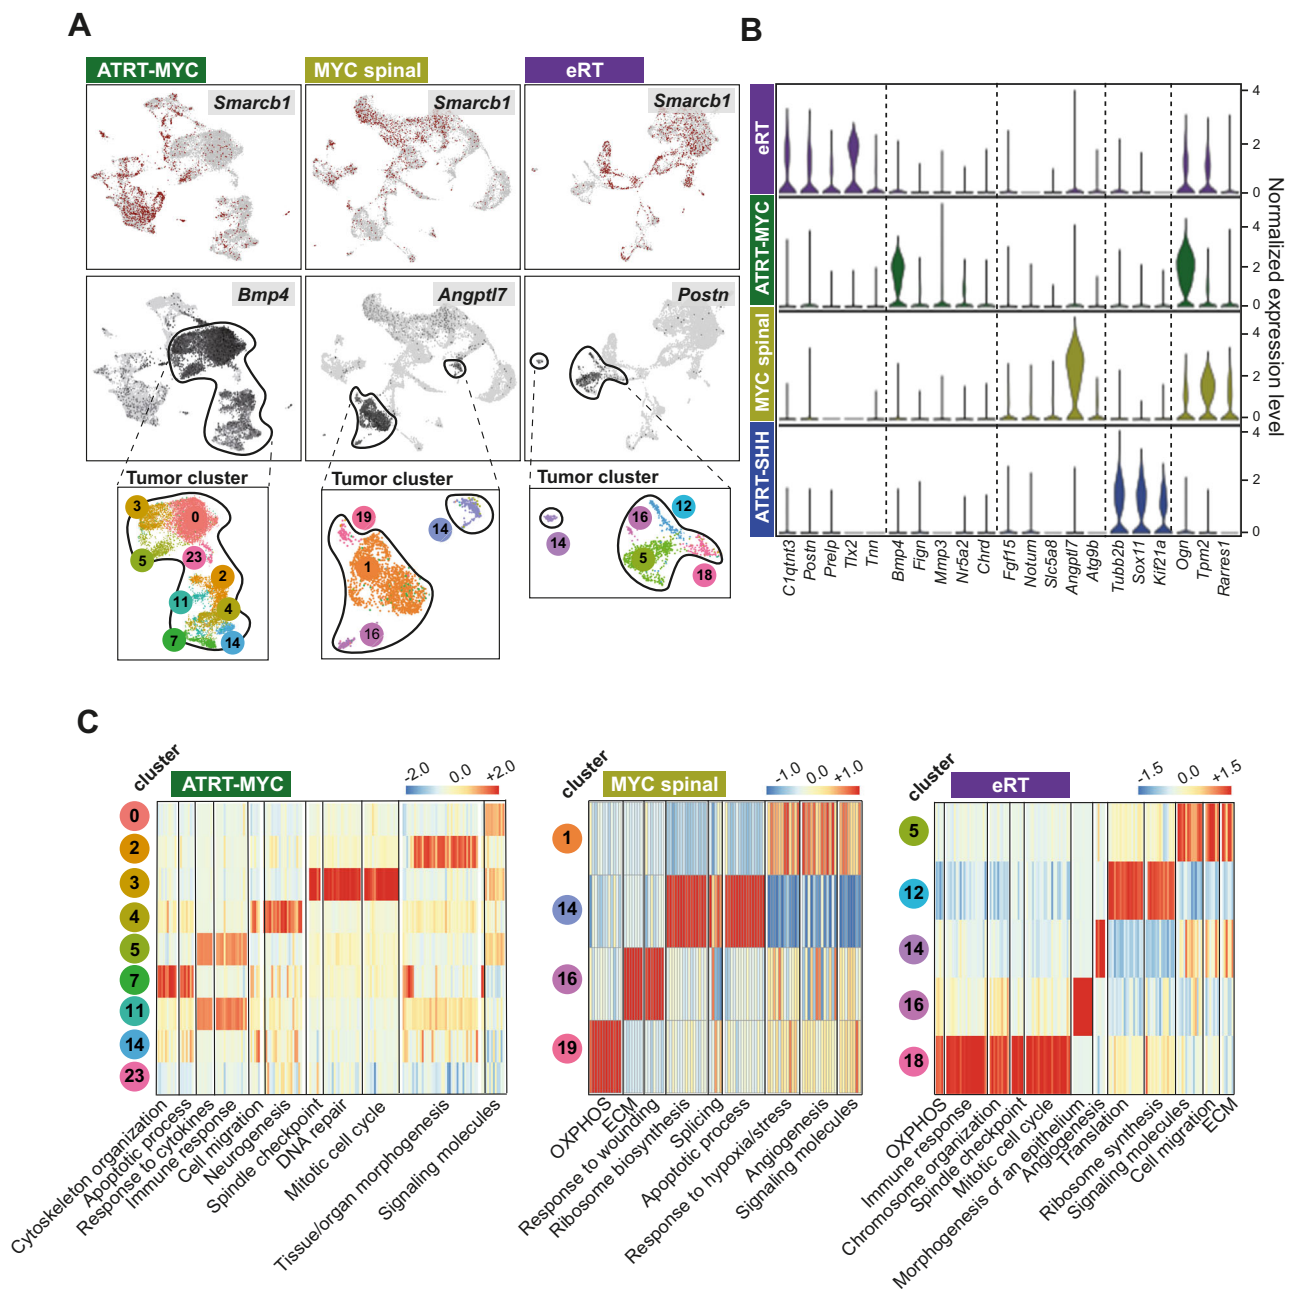 A
ATRT-MYC
MYC spinal
eRT
Smarcb1
Smarcb1
Smarcb1
Bmp4
Angptl7
Postn
Tumor cluster
Tumor cluster
Tumor cluster
3
0
5
23
2
11
4
7
14
19
14
1
16
16
12
14
5
18
B
eRT
ATRT-MYC
MYC spinal
ATRT-SHH
4
2
0
4
2
0
4
2
0
4
2
0
Normalized expression level
C1qtnt3
Postn
Prelp
Tlx2
Tnn
Bmp4
Fign
Mmp3
Nr5a2
Chrd
Fgf15
Notum
Slc5a8
Angptl7
Atg9b
Tubb2b
Sox11
Kif21a
Ogn
Tpm2
Rarres1
C
cluster
ATRT-MYC
-2.0
0.0
+2.0
0
2
3
4
5
7
11
14
23
Cytoskeleton organization
Apoptotic process
Response to cytokines
Immune response
Cell migration
Neurogenesis
Spindle checkpoint
DNA repair
Mitotic cell cycle
Tissue/organ morphogenesis
Signaling molecules
cluster
MYC spinal
-1.0
0.0
+1.0
1
14
16
19
OXPHOS
ECM
Response to wounding
Ribosome biosynthesis
Splicing
Apoptotic process
Response to hypoxia/stress
Angiogenesis
Signaling molecules
cluster
eRT
-1.5
0.0
+1.5
5
12
14
16
18
OXPHOS
Immune response
Chromosome organization
Spindle checkpoint
Mitotic cell cycle
Morphogenesis of an epithelium
Angiogenesis
Translation
Ribosome synthesis
Signaling molecules
Cell migration
ECM